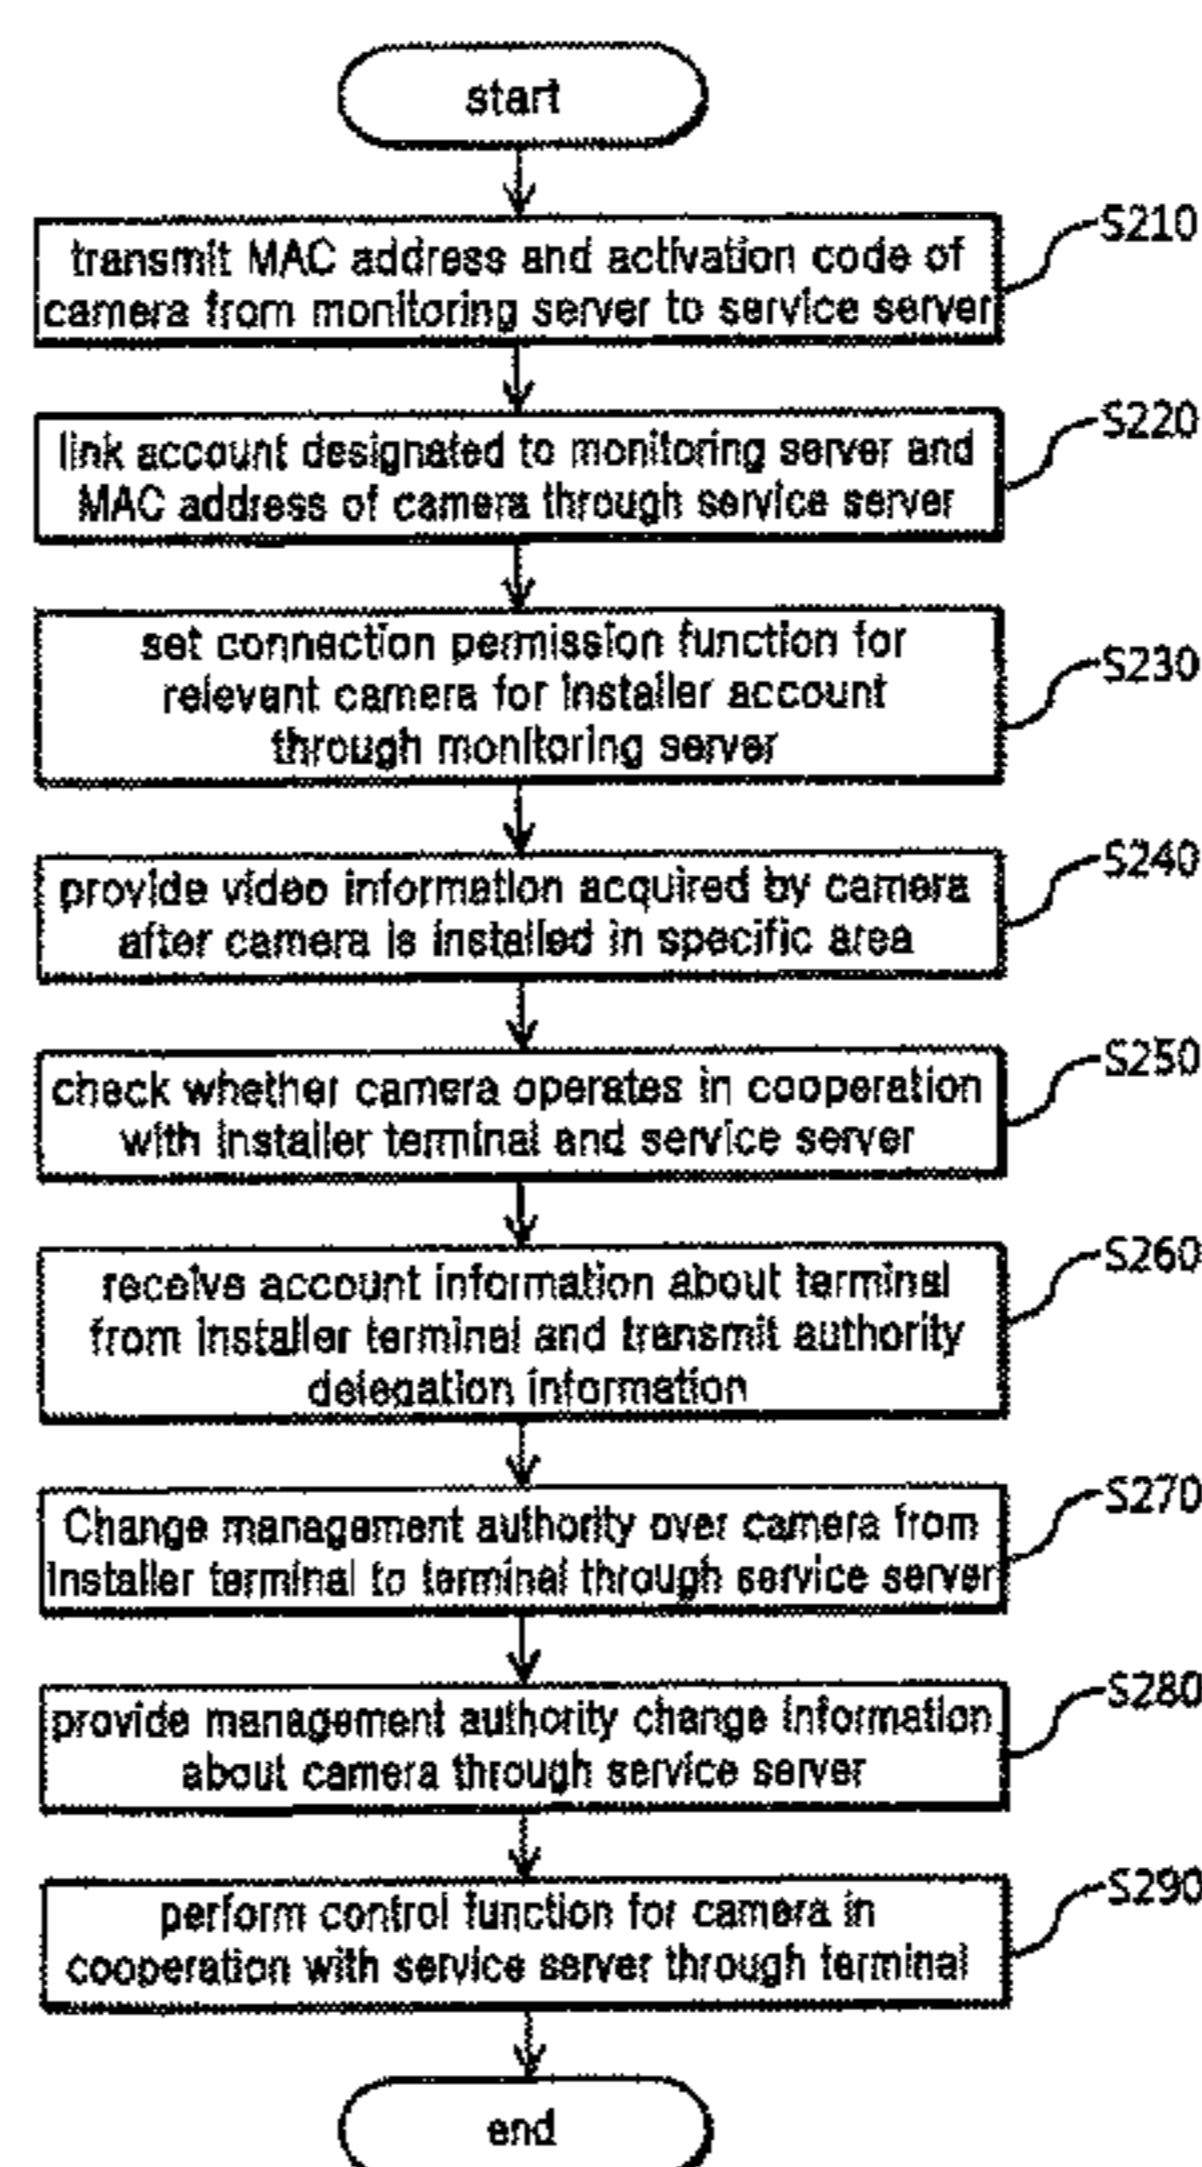 start
S210
transmit MAC address and activation code of
camera from monitoring server to service server
S220
link account designated to monitoring server and
MAC address of camera through service server
S230
set connection permission function for
relevant camera for installer account
through monitoring server
S240
provide video information acquired by camera
after camera is installed in specific area
S250
check whether camera operates in cooperation
with installer terminal and service server
S260
receive account information about terminal
from installer terminal and transmit authority
delegation information
S270
Change management authority over camera from
installer terminal to terminal through service server
S280
provide management authority change information
about camera through service server
S290
perform control function for camera in
cooperation with service server through terminal
end